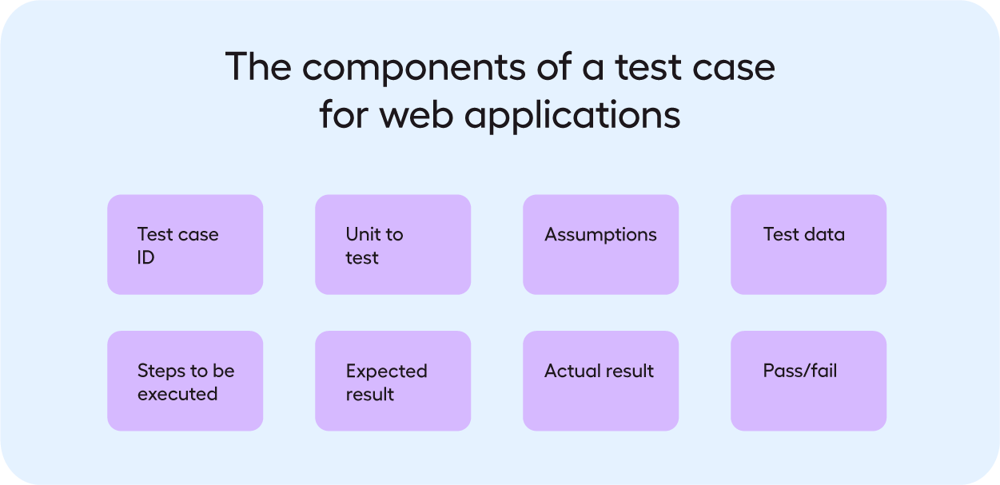 The components of a test case
for web applications
Test case
ID
Unit to
test
Assumptions
Test data
Steps to be
executed
Expected
result
Actual result
Pass/fail